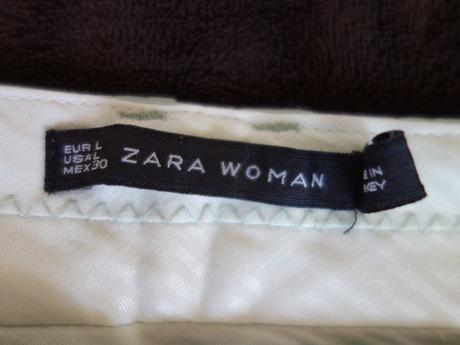 EUR L
USA L
MEX 30
ZARA WOMAN
E IN
KEY